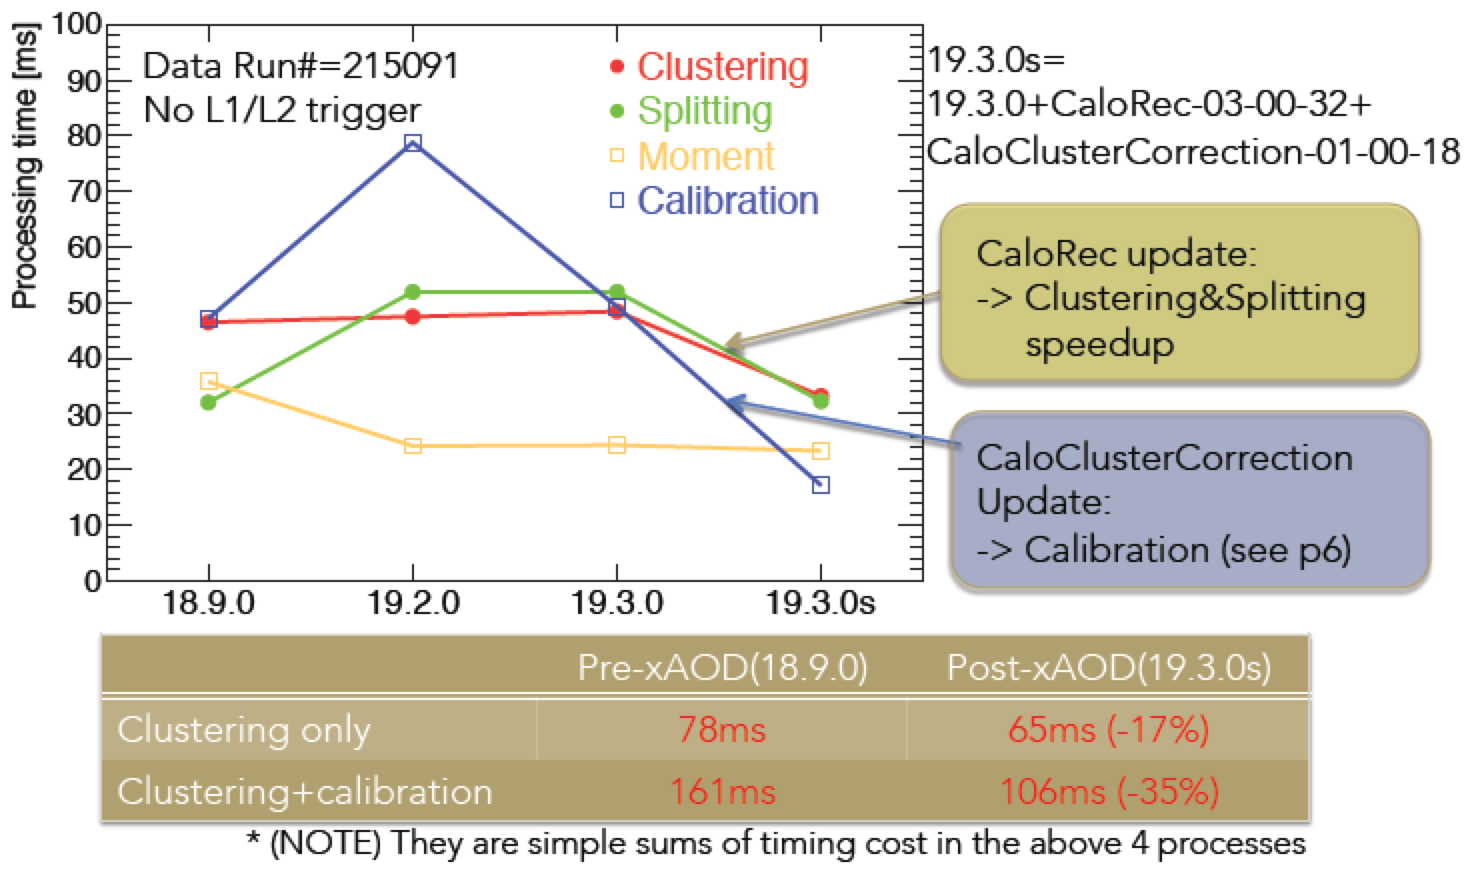 Processing time [ms]
100
90
80
70
60
50
40
30
20
10
0
Data Run#=215091
No L1/L2 trigger
Clustering
Splitting
Moment
Calibration
18.9.0
19.2.0
19.3.0
19.3.0s
19.3.0s=
19.3.0+CaloRec-03-00-32+
CaloClusterCorrection-01-00-18
CaloRec update:
-> Clustering&Splitting
speedup
CaloClusterCorrection
Update:
-> Calibration (see p6)
Pre-xAOD(18.9.0) Post-xAOD(19.3.0s)
Clustering only 78ms 65ms (-17%)
Clustering+calibration 161ms 106ms (-35%)
* (NOTE) They are simple sums of timing cost in the above 4 processes